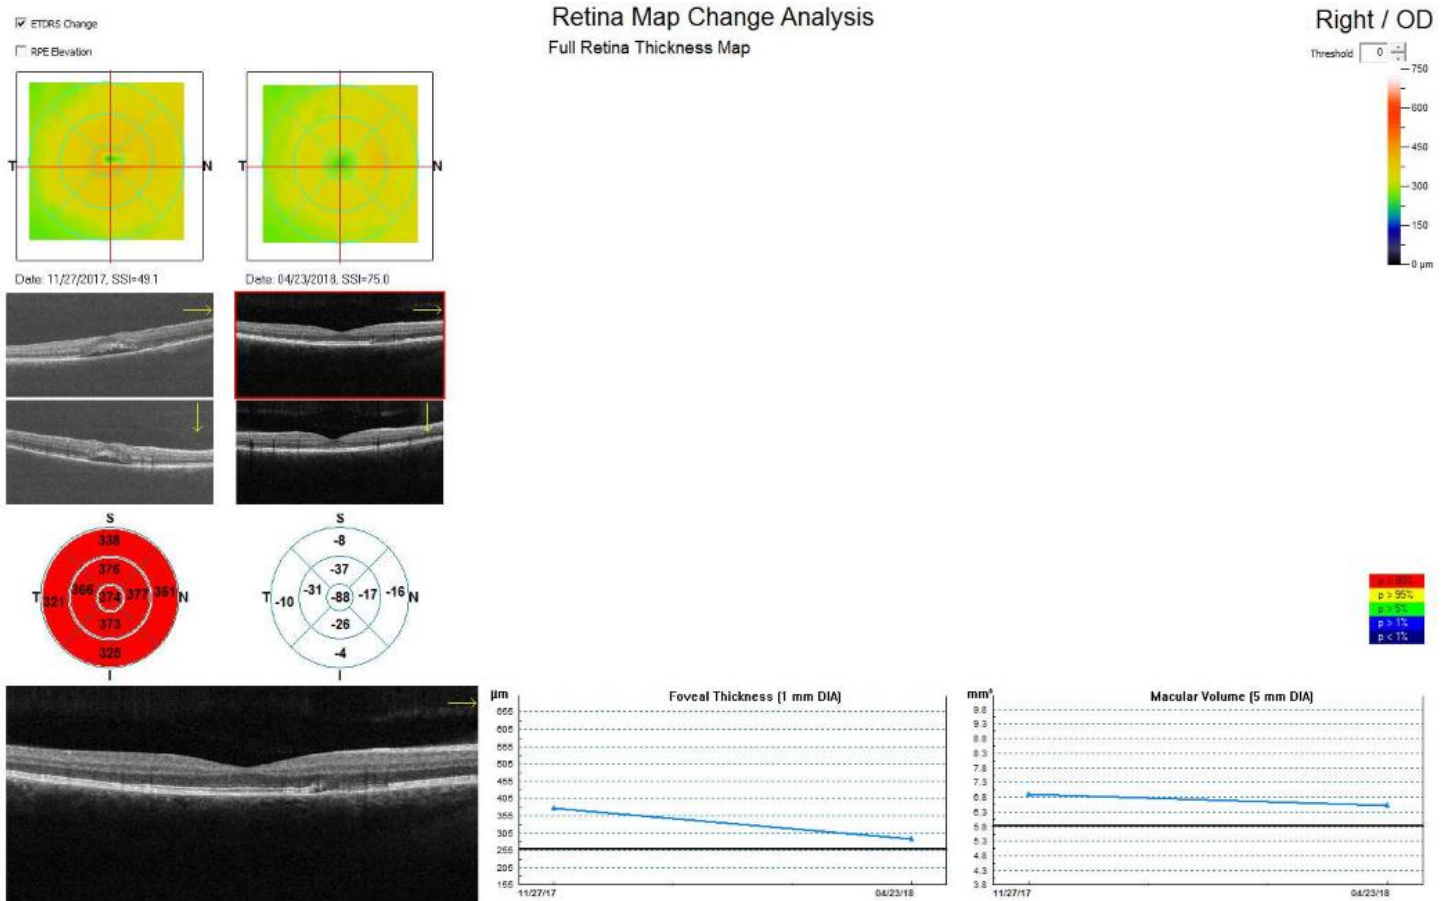 Retina Map Change Analysis
Right / OD
ETDRS Change
RPE Elevation
Full Retina Thickness Map
Threshold 0
750
600
450
300
150
0 µm
T N
T N
Date: 11/27/2017, SSI=49.1
Date: 04/23/2018, SSI=75.0
S
338
376
T 321 366 374 377 361 N
373
325
I
S
-8
-37
T -10 -31 -88 -17 -16 N
-26
-4
I
p > 95%
p > 5%
p > 1%
p < 1%
µm
Foveal Thickness (1 mm DIA)
655
605
555
505
455
405
355
305
255
205
155
11/27/17
04/23/18
mm³
Macular Volume (5 mm DIA)
9.8
9.3
8.8
8.3
7.8
7.3
6.8
6.3
5.8
5.3
4.8
4.3
3.8
11/27/17
04/23/18